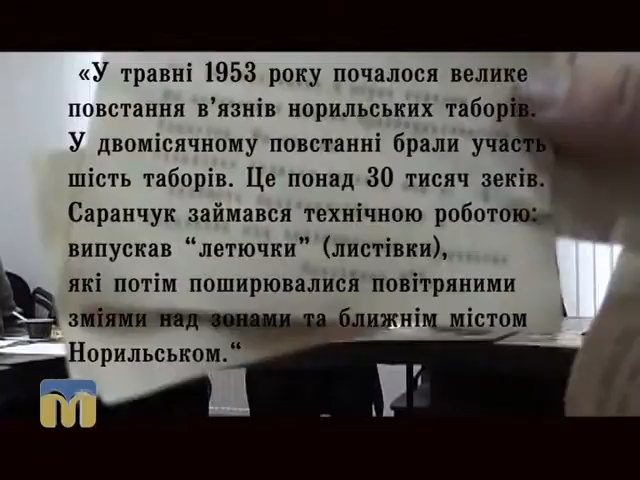 «У травні 1953 року почалося велике
повстання в’язнів норильських таборів.
У двомісячному повстанні брали участь
шість таборів. Це понад 30 тисяч зеків.
Саранчук займався технічною роботою:
випускав “летючки” (листівки),
які потім поширювалися повітряними
зміями над зонами та ближнім містом
Норильськом.“
М